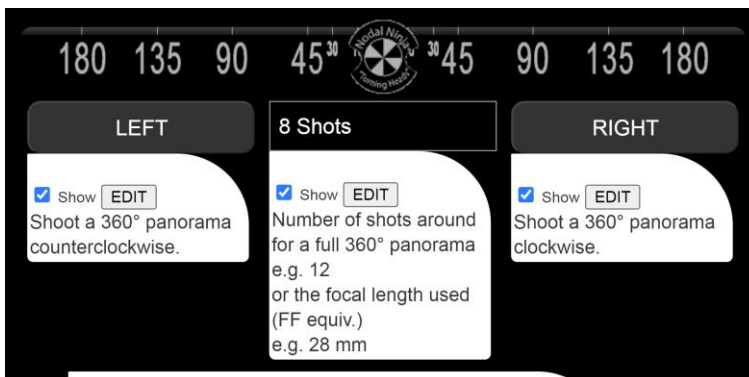 Nodal Ninja
180 135 90 45 30 30 45 90 135 180
Turning Heads
LEFT
8 Shots
RIGHT
Show EDIT
Shoot a 360° panorama
counterclockwise.
Show EDIT
Number of shots around
for a full 360° panorama
e.g. 12
or the focal length used
(FF equiv.)
e.g. 28 mm
Show EDIT
Shoot a 360° panorama
clockwise.